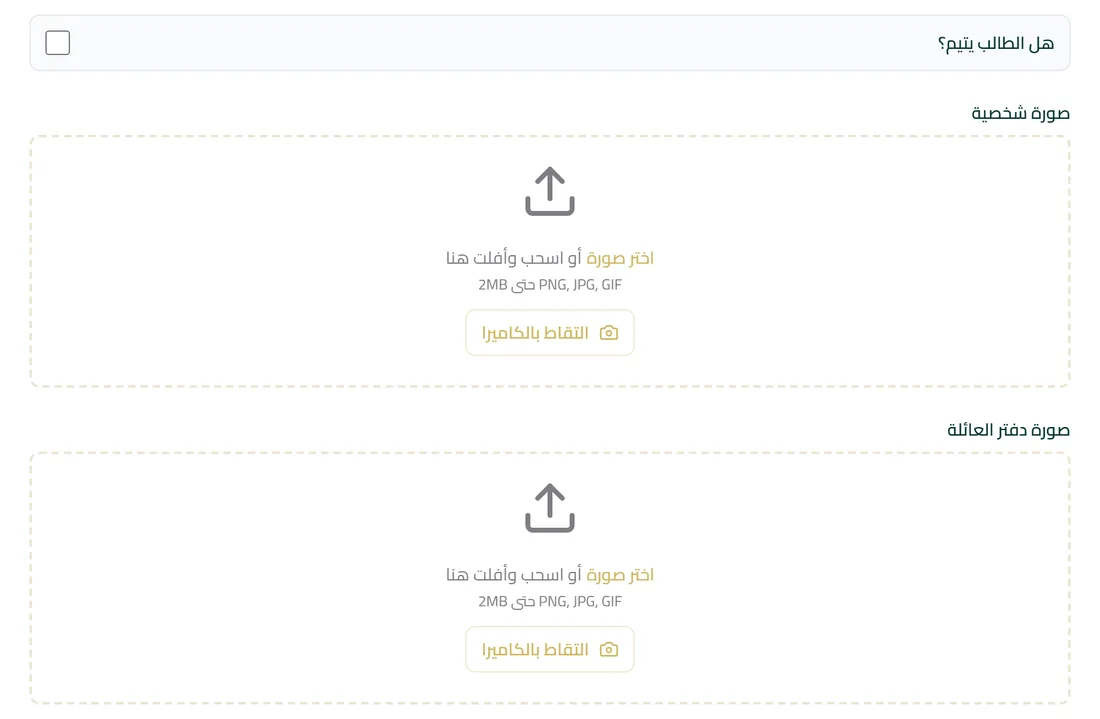 هل الطالب يتيم؟
صورة شخصية
اختر صورة أو اسحب وأفلت هنا
PNG, JPG, GIF حتى 2MB
التقاط بالكاميرا
صورة دفتر العائلة
اختر صورة أو اسحب وأفلت هنا
PNG, JPG, GIF حتى 2MB
التقاط بالكاميرا